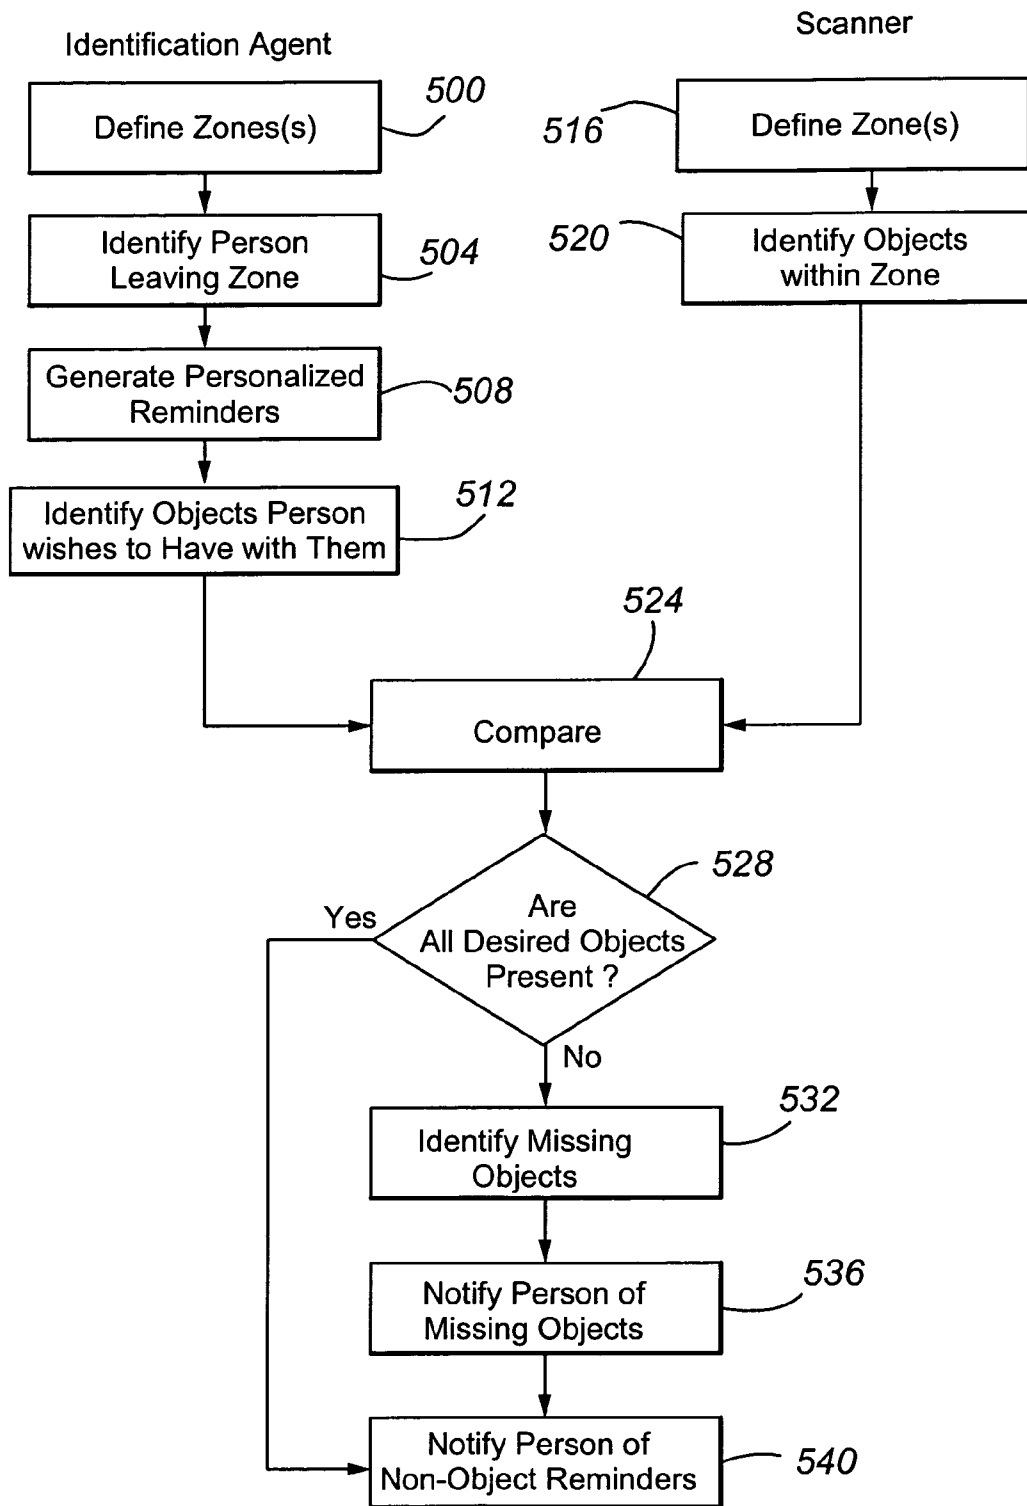 Identification Agent
Scanner
Define Zones(s)
500
516
Define Zone(s)
Identify Person
Leaving Zone
504
520
Identify Objects
within Zone
Generate Personalized
Reminders
508
Identify Objects Person
wishes to Have with Them
512
524
Compare
528
Are
All Desired Objects
Present ?
Yes
No
532
Identify Missing
Objects
536
Notify Person of
Missing Objects
Notify Person of
Non-Object Reminders
540